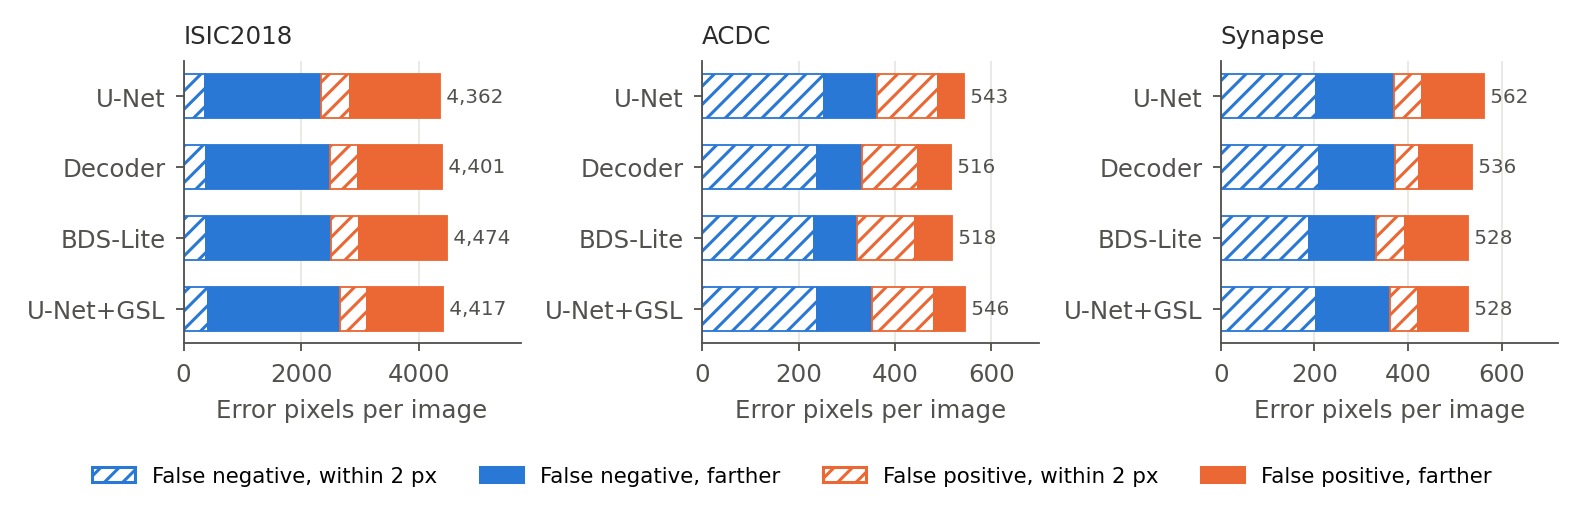 ISIC2018
U-Net
4,362
Decoder
4,401
BDS-Lite
4,474
U-Net+GSL
4,417
0 2000 4000
Error pixels per image
ACDC
U-Net
543
Decoder
516
BDS-Lite
518
U-Net+GSL
546
0 200 400 600
Error pixels per image
Synapse
U-Net
562
Decoder
536
BDS-Lite
528
U-Net+GSL
528
0 200 400 600
Error pixels per image
False negative, within 2 px
False negative, farther
False positive, within 2 px
False positive, farther